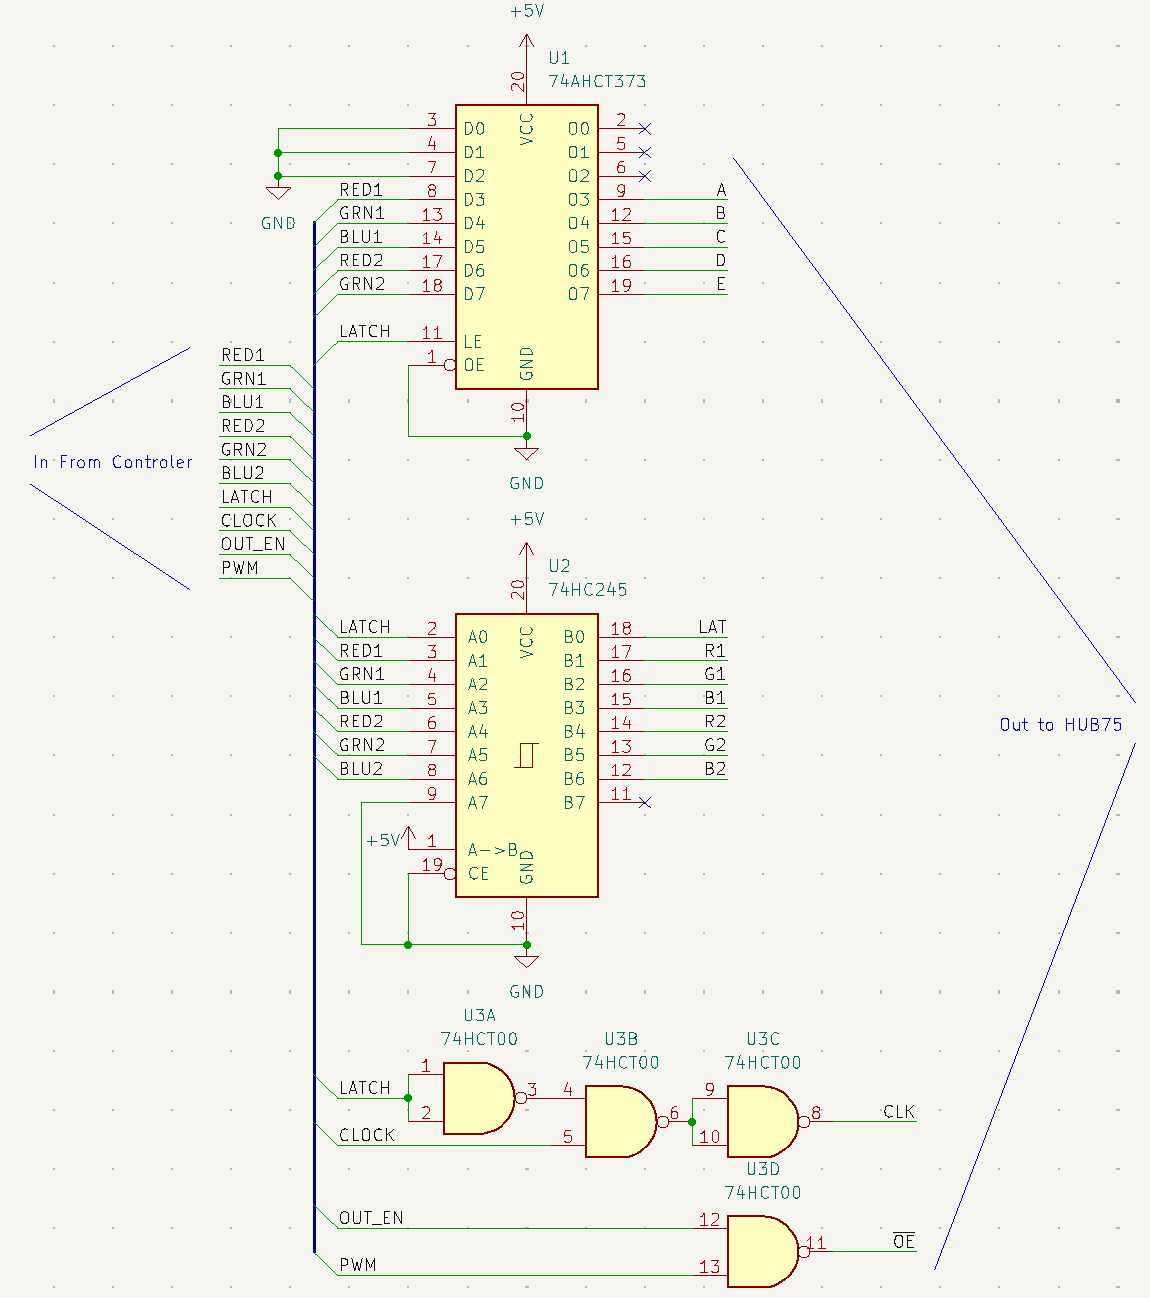 +5V
U1
74AHCT373
20
VCC
3 D0 O0 2
4 D1 O1 5
7 D2 O2 6
RED1 8 D3 O3 9 A
GND
GRN1 13 D4 O4 12 B
BLU1 14 D5 O5 15 C
RED2 17 D6 O6 16 D
GRN2 18 D7 O7 19 E
LATCH 11 LE
1 OE
GND
10
GND
RED1
GRN1
BLU1
RED2
GRN2
In From Controler
BLU2
LATCH
CLOCK
OUT_EN
PWM
+5V
U2
74HC245
20
VCC
LATCH 2 A0 B0 18 LAT
RED1 3 A1 B1 17 R1
GRN1 4 A2 B2 16 G1
BLU1 5 A3 B3 15 B1
RED2 6 A4 B4 14 R2
GRN2 7 A5 B5 13 G2
BLU2 8 A6 B6 12 B2
9 A7 B7 11
+5V 1 A->B
19 CE
GND
10
GND
Out to HUB75
U3A
74HCT00
1
LATCH
2
3
U3B
74HCT00
4
CLOCK 5
6
U3C
74HCT00
9
10
8 CLK
U3D
74HCT00
OUT_EN 12
PWM 13
11 OE